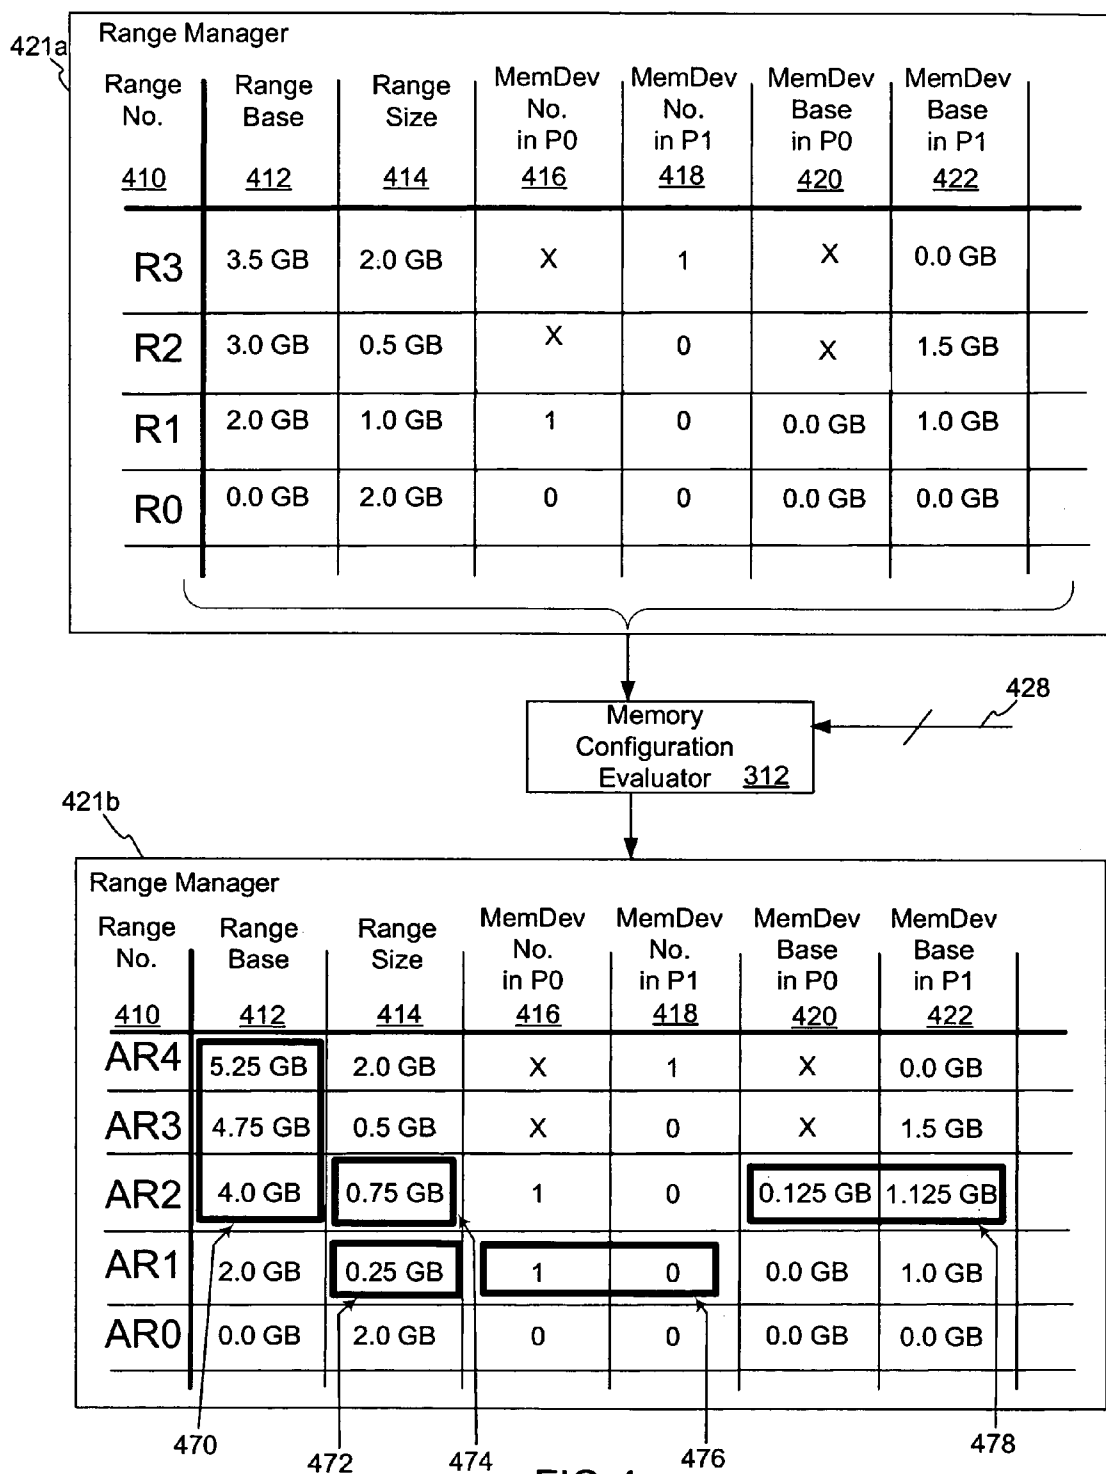 421a
Range Manager
Range No. Range Base Range Size MemDev No. in P0 MemDev No. in P1 MemDev Base in P0 MemDev Base in P1
410 412 414 416 418 420 422
R3 3.5 GB 2.0 GB X 1 X 0.0 GB
R2 3.0 GB 0.5 GB X 0 X 1.5 GB
R1 2.0 GB 1.0 GB 1 0 0.0 GB 1.0 GB
R0 0.0 GB 2.0 GB 0 0 0.0 GB 0.0 GB
428
Memory
Configuration
Evaluator 312
421b
Range Manager
Range No. Range Base Range Size MemDev No. in P0 MemDev No. in P1 MemDev Base in P0 MemDev Base in P1
410 412 414 416 418 420 422
AR4 5.25 GB 2.0 GB X 1 X 0.0 GB
AR3 4.75 GB 0.5 GB X 0 X 1.5 GB
AR2 4.0 GB 0.75 GB 1 0 0.125 GB 1.125 GB
AR1 2.0 GB 0.25 GB 1 0 0.0 GB 1.0 GB
AR0 0.0 GB 2.0 GB 0 0 0.0 GB 0.0 GB
470 472 474 476 478